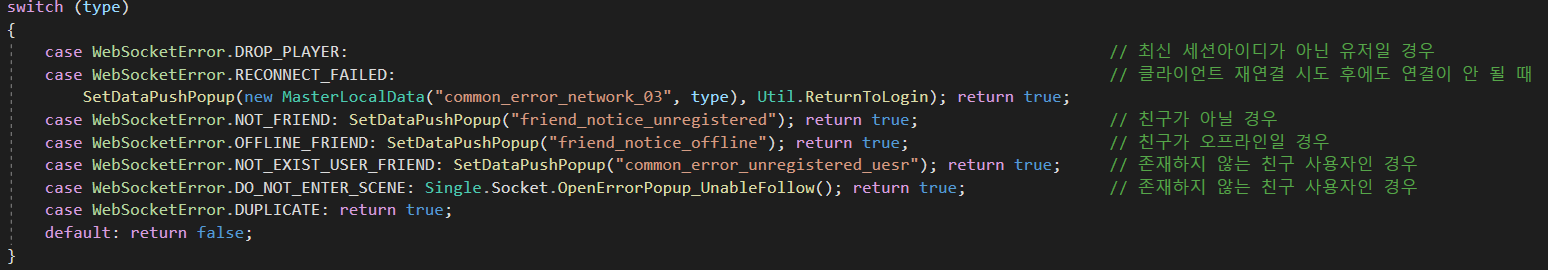 switch (type)
{
case WebSocketError.DROP_PLAYER: // 최신 세션아이디가 아닌 유저일 경우
case WebSocketError.RECONNECT_FAILED: // 클라이언트 재연결 시도 후에도 연결이 안 될 때
SetDataPushPopup(new MasterLocalData("common_error_network_03", type), Util.ReturnToLogin); return true;
case WebSocketError.NOT_FRIEND: SetDataPushPopup("friend_notice_unregistered"); return true; // 친구가 아닐 경우
case WebSocketError.OFFLINE_FRIEND: SetDataPushPopup("friend_notice_offline"); return true; // 친구가 오프라인일 경우
case WebSocketError.NOT_EXIST_USER_FRIEND: SetDataPushPopup("common_error_unregistered_uesr"); return true; // 존재하지 않는 친구 사용자인 경우
case WebSocketError.DO_NOT_ENTER_SCENE: Single.Socket.OpenErrorPopup_UnableFollow(); return true; // 존재하지 않는 친구 사용자인 경우
case WebSocketError.DUPLICATE: return true;
default: return false;
}